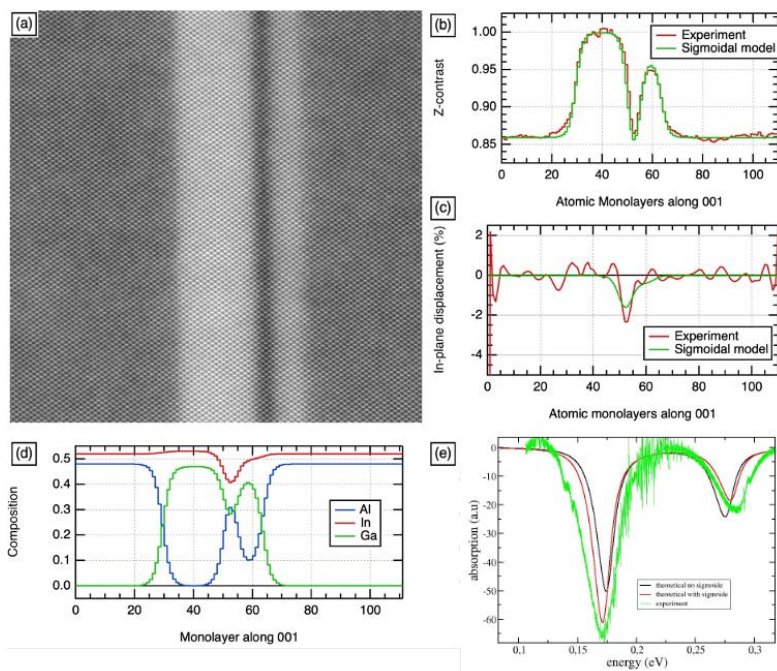 (a)
(b)
Z-contrast
1.00
0.95
0.90
0.85
Experiment
Sigmoidal model
0 20 40 60 80 100
Atomic Monolayers along 001
(c)
In-plane displacement (%)
2
0
-2
-4
Experiment
Sigmoidal model
0 20 40 60 80 100
Atomic monolayers along 001
(d)
Composition
0.5
0.4
0.3
0.2
0.1
0.0
Al
In
Ga
0 20 40 60 80 100
Monolayer along 001
(e)
absorption (a.u)
0
-10
-20
-30
-40
-50
-60
theoretical no sigmoide
theoretical with sigmoide
experiment
0,1 0,15 0,2 0,25 0,3
energy (eV)